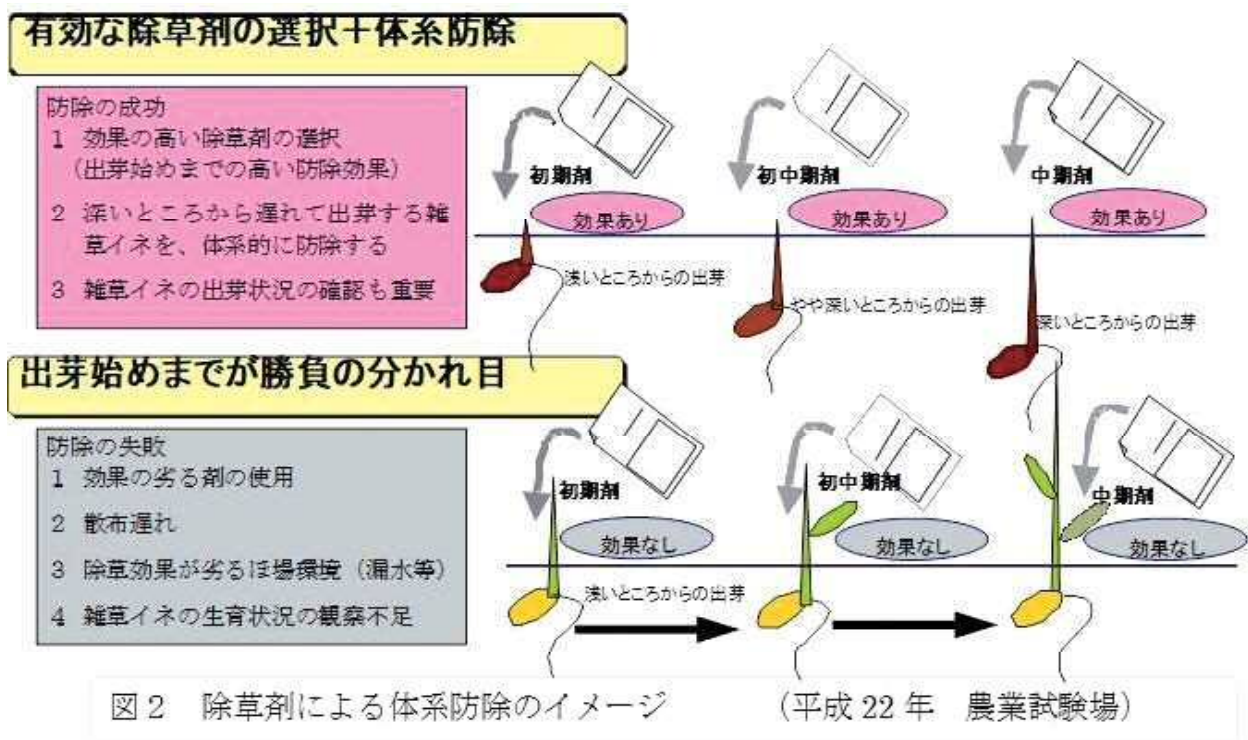 有効な除草剤の選択＋体系防除
防除の成功
1 効果の高い除草剤の選択
（出芽始めまでの高い防除効果）
2 深いところから遅れて出芽する雑
草イネを、体系的に防除する
3 雑草イネの出芽状況の確認も重要
初期剤
効果あり
浅いところからの出芽
初中期剤
効果あり
やや深いところからの出芽
中期剤
効果あり
深いところからの出芽
出芽始めまでが勝負の分かれ目
防除の失敗
1 効果の劣る剤の使用
2 散布遅れ
3 除草効果が劣るほ場環境（漏水等）
4 雑草イネの生育状況の観察不足
初期剤
効果なし
浅いところからの出芽
初中期剤
効果なし
中期剤
効果なし
図２ 除草剤による体系防除のイメージ （平成 22 年 農業試験場）